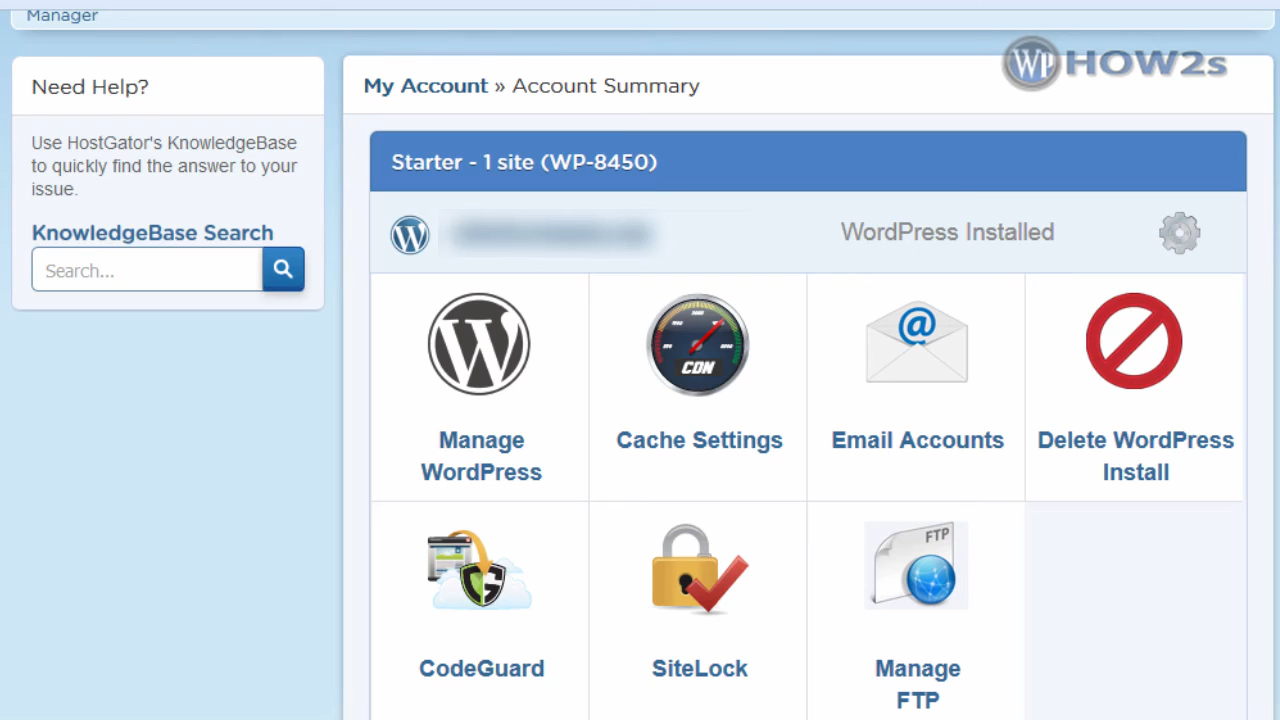 Manager
WP HOW2s
Need Help?
My Account » Account Summary
Use HostGator's KnowledgeBase
to quickly find the answer to your
issue.
Starter - 1 site (WP-8450)
KnowledgeBase Search
Search...
WordPress Installed
CDN
@
Manage
WordPress
Cache Settings
Email Accounts
Delete WordPress
Install
FTP
CodeGuard
SiteLock
Manage
FTP